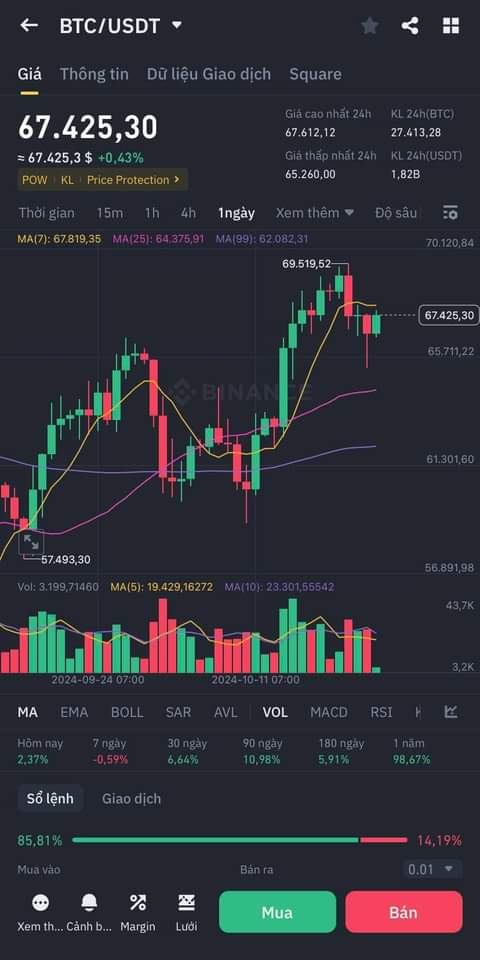 BTC/USDT
Giá Thông tin Dữ liệu Giao dịch Square
67.425,30
Giá cao nhất 24h KL 24h(BTC)
67.612,12 27.413,28
≈ 67.425,3 $ +0,43%
Giá thấp nhất 24h KL 24h(USDT)
65.260,00 1,82B
POW KL Price Protection
Thời gian 15m 1h 4h 1ngày Xem thêm Độ sâu
MA(7): 67.819,35 MA(25): 64.375,91 MA(99): 62.082,31
70.120,84
69.519,52
67.425,30
65.711,22
BINANCE
61.301,60
57.493,30
56.891,98
Vol: 3.199,71460 MA(5): 19.429,16272 MA(10): 23.301,55542
43,7K
3,2K
2024-09-24 07:00 2024-10-11 07:00
MA EMA BOLL SAR AVL VOL MACD RSI
Hôm nay 7 ngày 30 ngày 90 ngày 180 ngày 1 năm
2,37% -0,59% 6,64% 10,98% 5,91% 98,67%
Sổ lệnh Giao dịch
85,81% 14,19%
Mua vào Bán ra 0.01
Xem th... Cảnh b... Margin Lưới
Mua Bán